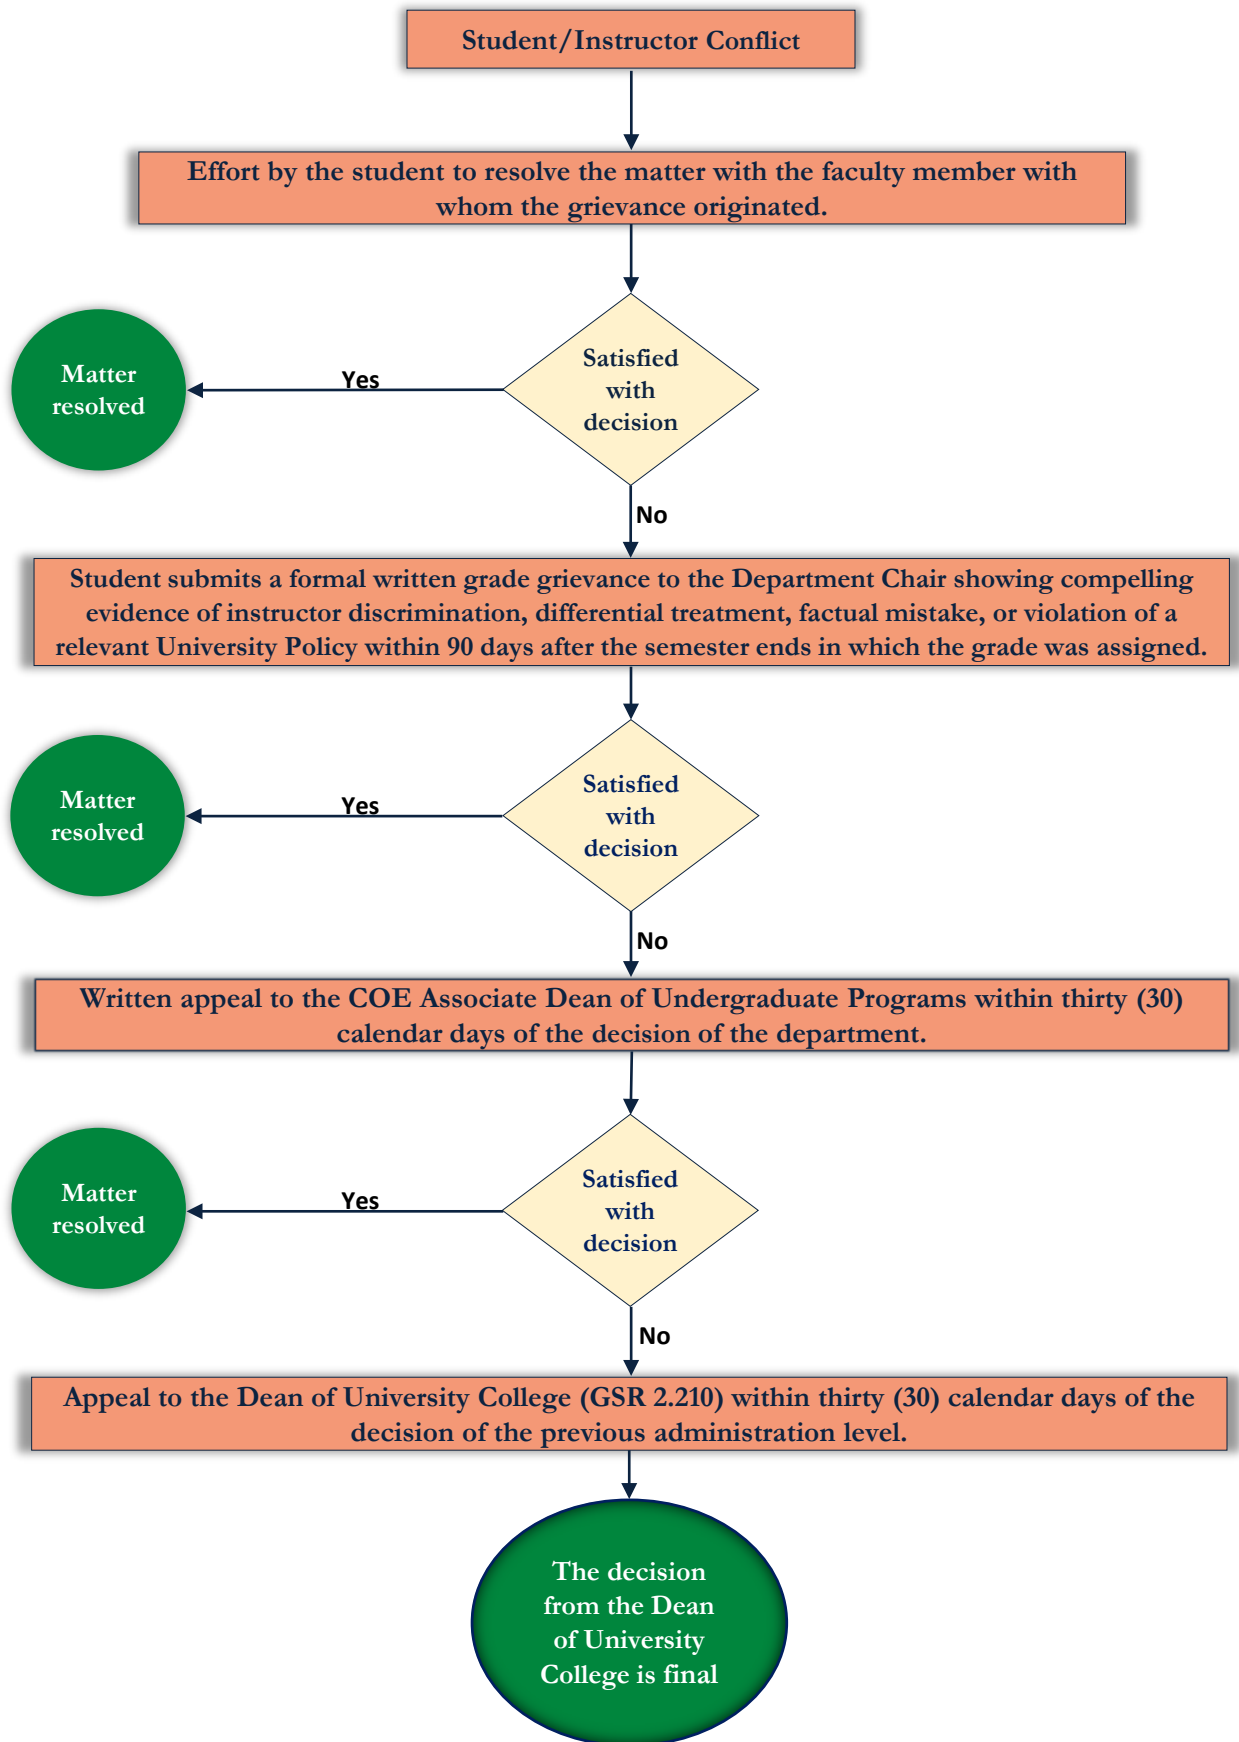 Student/Instructor Conflict
Effort by the student to resolve the matter with the faculty member with
whom the grievance originated.
Satisfied
with
decision
Yes
Matter
resolved
No
Student submits a formal written grade grievance to the Department Chair showing compelling
evidence of instructor discrimination, differential treatment, factual mistake, or violation of a
relevant University Policy within 90 days after the semester ends in which the grade was assigned.
Satisfied
with
decision
Yes
Matter
resolved
No
Written appeal to the COE Associate Dean of Undergraduate Programs within thirty (30)
calendar days of the decision of the department.
Satisfied
with
decision
Yes
Matter
resolved
No
Appeal to the Dean of University College (GSR 2.210) within thirty (30) calendar days of the
decision of the previous administration level.
The decision
from the Dean
of University
College is final